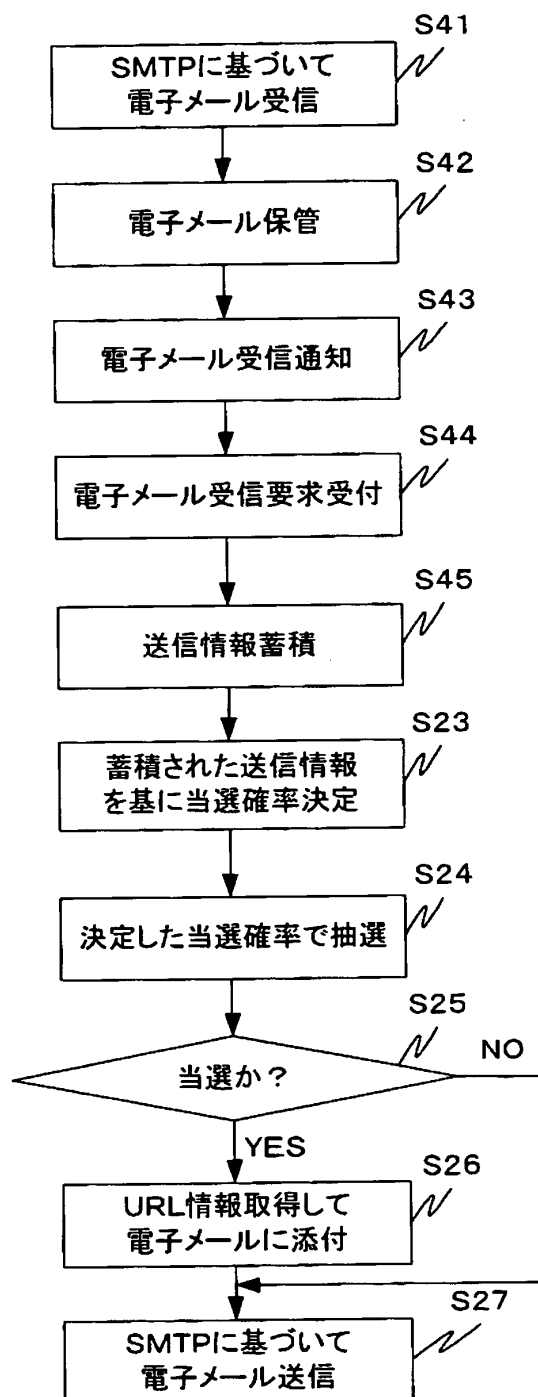 S41
SMTPに基づいて
電子メール受信
S42
電子メール保管
S43
電子メール受信通知
S44
電子メール受信要求受付
S45
送信情報蓄積
S23
蓄積された送信情報
を基に当選確率決定
S24
決定した当選確率で抽選
S25
当選か？
NO
YES
S26
URL情報取得して
電子メールに添付
S27
SMTPに基づいて
電子メール送信